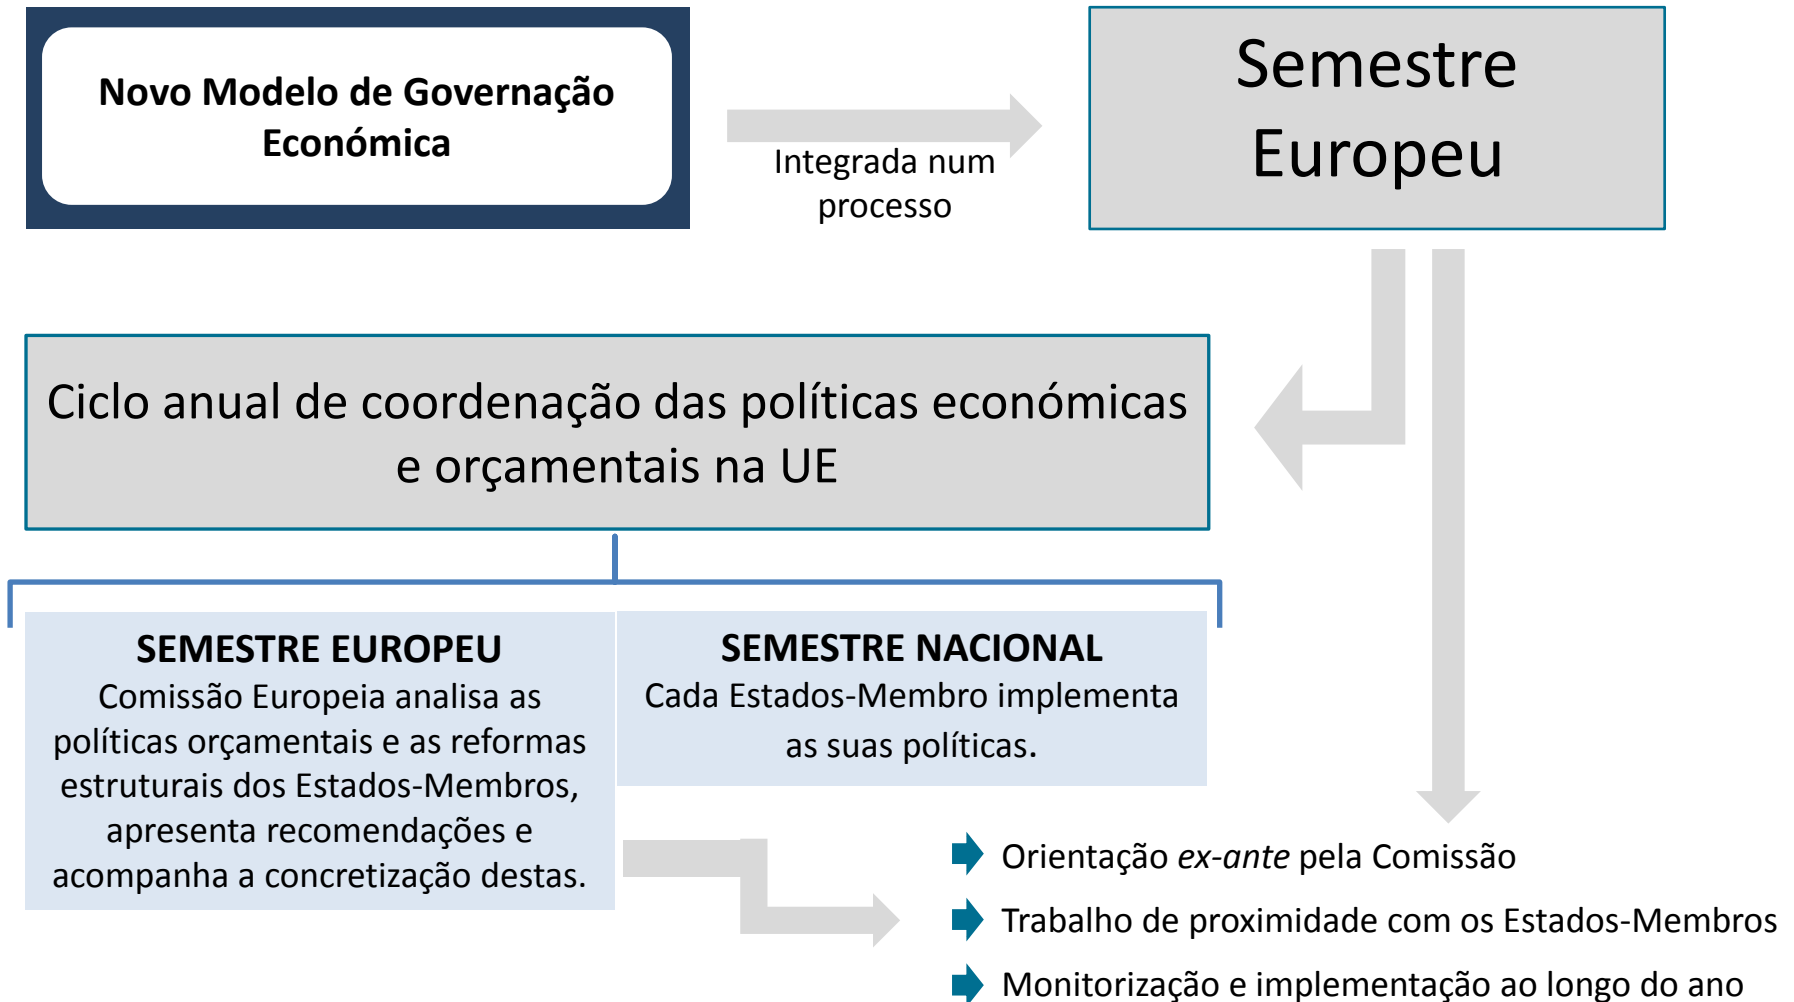 Novo Modelo de Governação
Económica
Integrada num
processo
Semestre
Europeu
Ciclo anual de coordenação das políticas económicas
e orçamentais na UE
SEMESTRE EUROPEU
Comissão Europeia analisa as
políticas orçamentais e as reformas
estruturais dos Estados-Membros,
apresenta recomendações e
acompanha a concretização destas.
SEMESTRE NACIONAL
Cada Estados-Membro implementa
as suas políticas.
Orientação ex-ante pela Comissão
Trabalho de proximidade com os Estados-Membros
Monitorização e implementação ao longo do ano